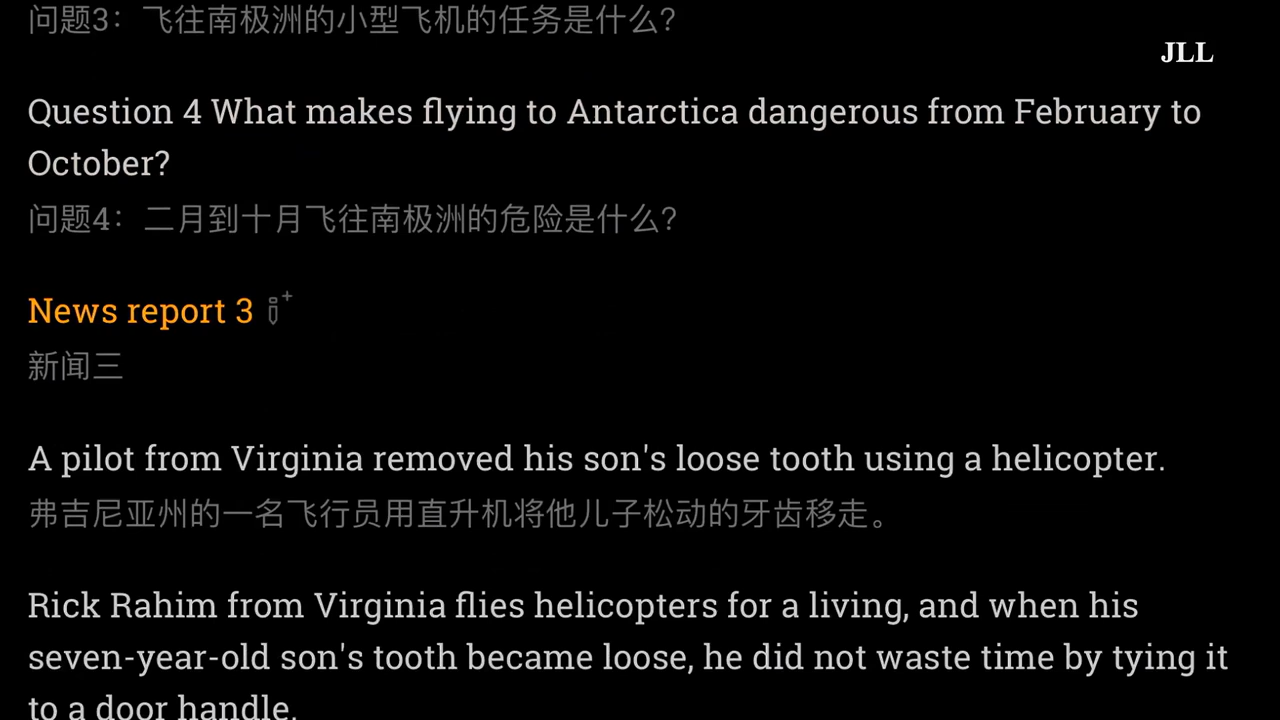 问题3：飞往南极洲的小型飞机的任务是什么?
JLL
Question 4 What makes flying to Antarctica dangerous from February to
October?
问题4：二月到十月飞往南极洲的危险是什么?
News report 3
新闻三
A pilot from Virginia removed his son's loose tooth using a helicopter.
弗吉尼亚州的一名飞行员用直升机将他儿子松动的牙齿移走。
Rick Rahim from Virginia flies helicopters for a living, and when his
seven-year-old son's tooth became loose, he did not waste time by tying it
to a door handle.